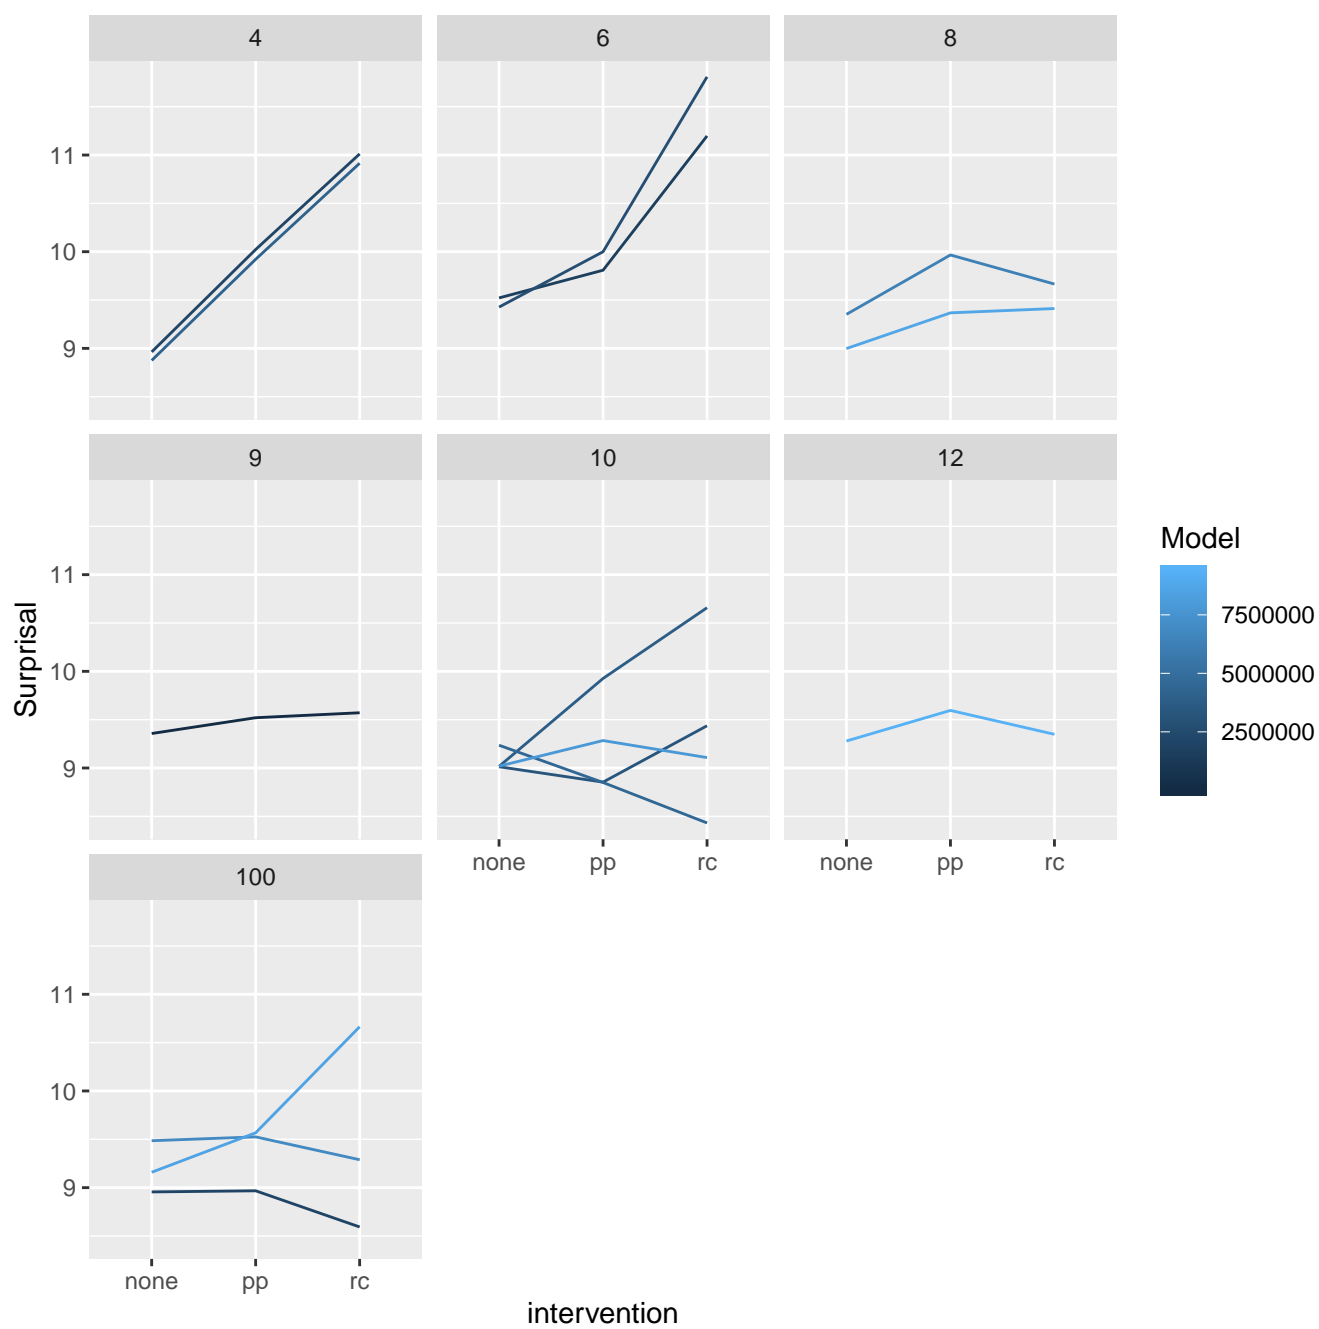 4
6
8
11
10
9
9
10
12
11
10
9
none
pp
rc
none
pp
rc
100
11
10
9
none
pp
rc
Surprisal
intervention
Model
7500000
5000000
2500000